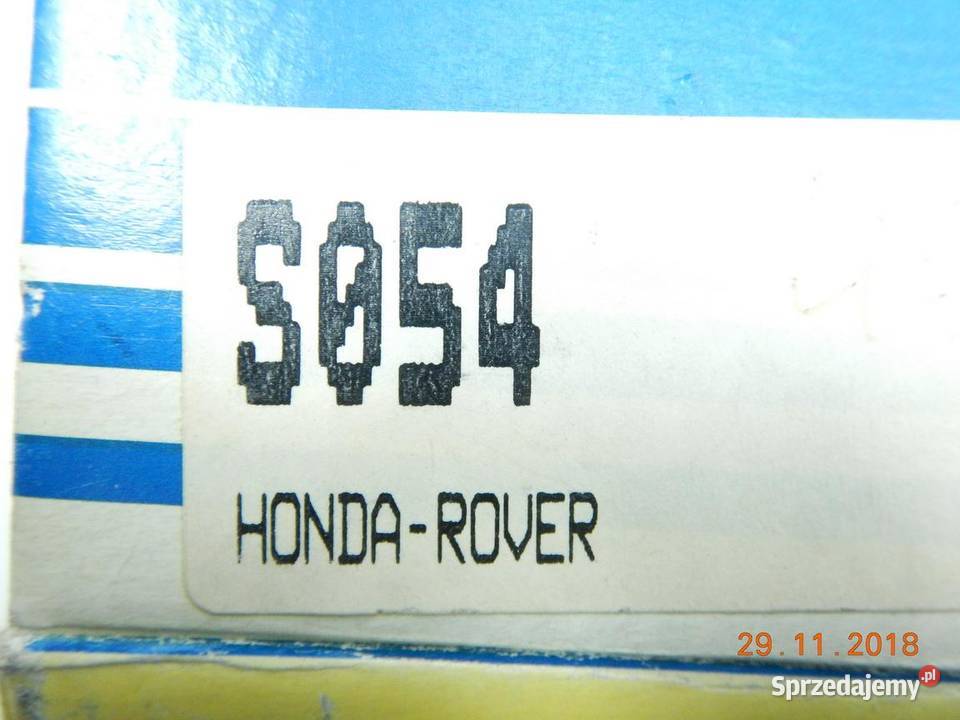 S054
HONDA-ROVER
29.11.2018
Sprzedajemy.pl